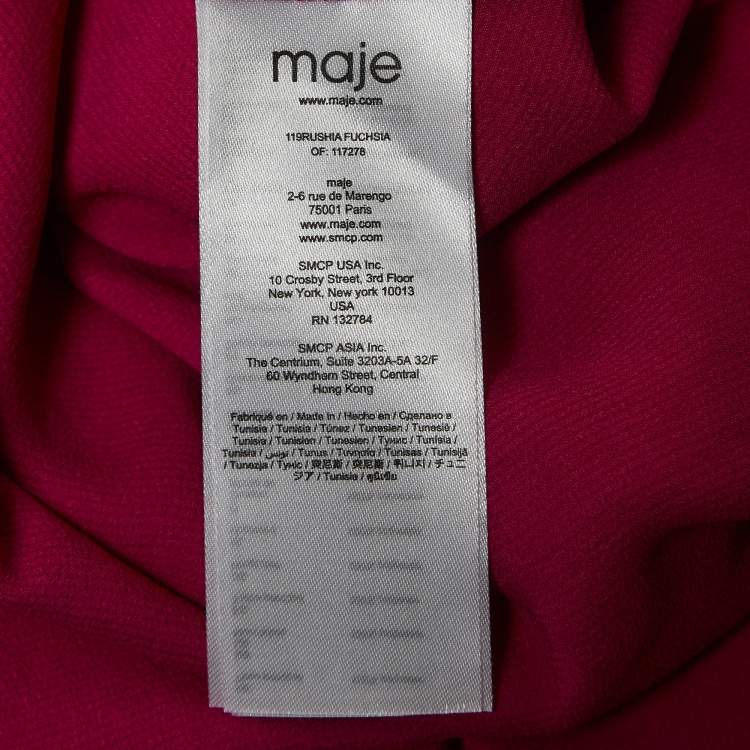 maje
www.maje.com
119RUSHIA FUCHSIA
OF: 117278
maje
2-6 rue de Marengo
75001 Paris
www.maje.com
www.smcp.com
SMCP USA Inc.
10 Crosby Street, 3rd Floor
New York, New york 10013
USA
RN 132784
SMCP ASIA Inc.
The Centrium, Suite 3203A-5A 32/F
60 Wyndham Street, Central
Hong Kong
Fabriqué en / Made in / Hecho en / Сделано в
Tunisie / Tunisia / Túnez / Tunesien / Tunesië /
Tunisia / Tunisien / Tunesien / Тунис / Tunísia /
Tunisia / تونس / Tunus / Τυνησία / Tunisas / Tunisijā
/ Tunezja / Туніс / 突尼斯 / 突尼斯 / 튀니지 / チュニ
ジア / Tunisia / ตูนิเซีย